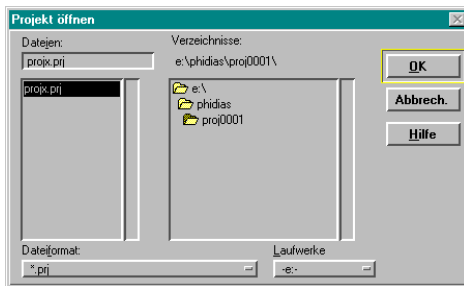 Projekt öffnen
Dateien:
projx.prj
projx.prj
Verzeichnisse:
e:\phidias\proj0001\
e:\
phidias
proj0001
OK
Abbrech.
Hilfe
Dateiformat:
*.prj
Laufwerke
-e:-